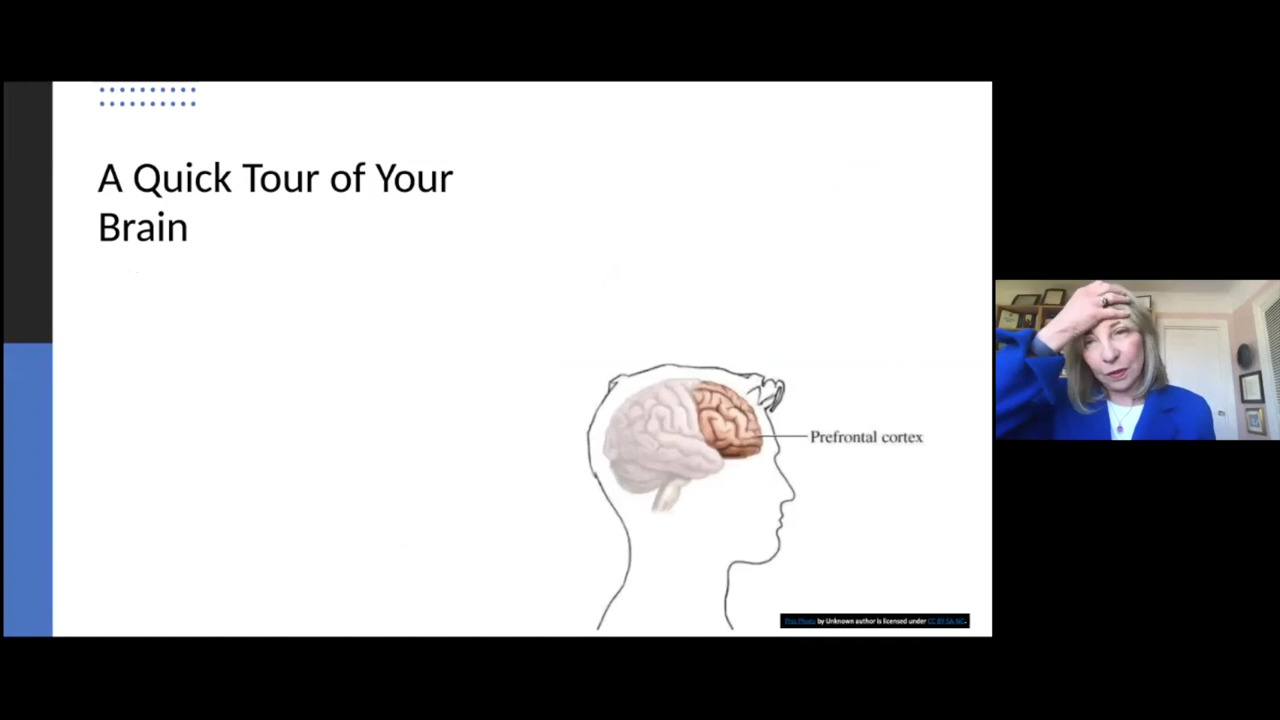 A Quick Tour of Your
Brain
Prefrontal cortex
This Photo by Unknown author is licensed under CC BY-SA-NC.